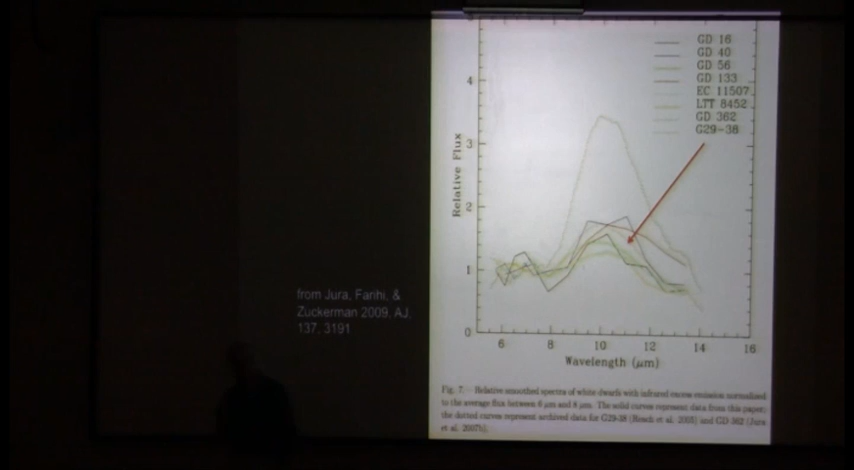 GD 16
GD 40
GD 56
GD 133
EC 11507
LTT 8452
GD 362
G29-38
4
3
2
1
0
Relative Flux
6 8 10 12 14 16
Wavelength (μm)
from Jura, Farihi, &
Zuckerman 2009, AJ,
137, 3191
Fig. 7.— Relative smoothed spectra of white dwarfs with infrared excess emission normalized
to the average flux between 6 μm and 8 μm. The solid curves represent data from this paper;
the dotted curves represent archived data for G29-38 (Reach et al. 2005) and GD 362 (Jura
et al. 2007b).